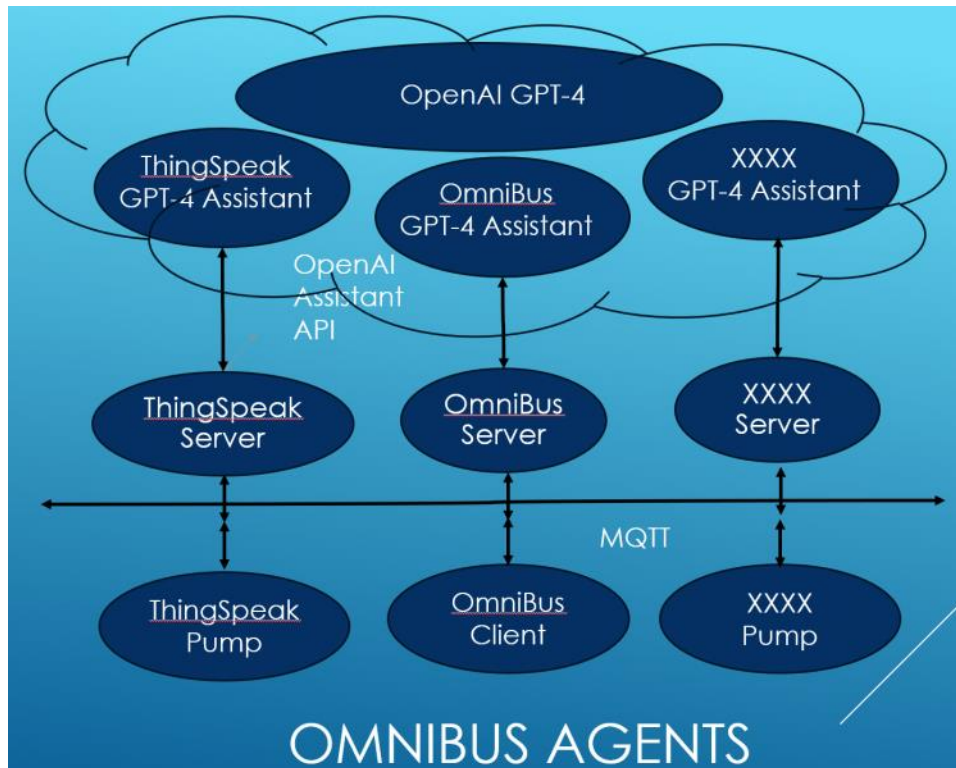 OpenAI GPT-4
ThingSpeak
GPT-4 Assistant
OmniBus
GPT-4 Assistant
XXXX
GPT-4 Assistant
OpenAI
Assistant
API
ThingSpeak
Server
OmniBus
Server
XXXX
Server
MQTT
ThingSpeak
Pump
OmniBus
Client
XXXX
Pump
OMNIBUS AGENTS